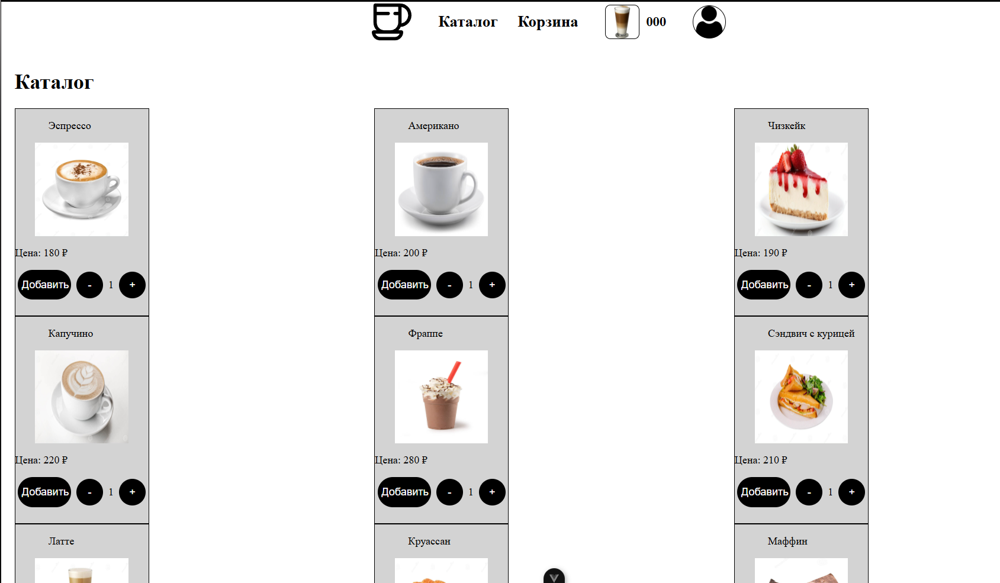 Каталог Корзина 000
Каталог
Эспрессо Американо Чизкейк
Цена: 180 ₽ Цена: 200 ₽ Цена: 190 ₽
Добавить - 1 + Добавить - 1 + Добавить - 1 +
Капучино Фраппе Сэндвич с курицей
Цена: 220 ₽ Цена: 280 ₽ Цена: 210 ₽
Добавить - 1 + Добавить - 1 + Добавить - 1 +
Латте Круассан Маффин